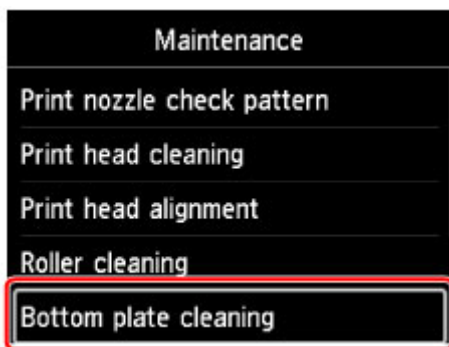 Maintenance
Print nozzle check pattern
Print head cleaning
Print head alignment
Roller cleaning
Bottom plate cleaning